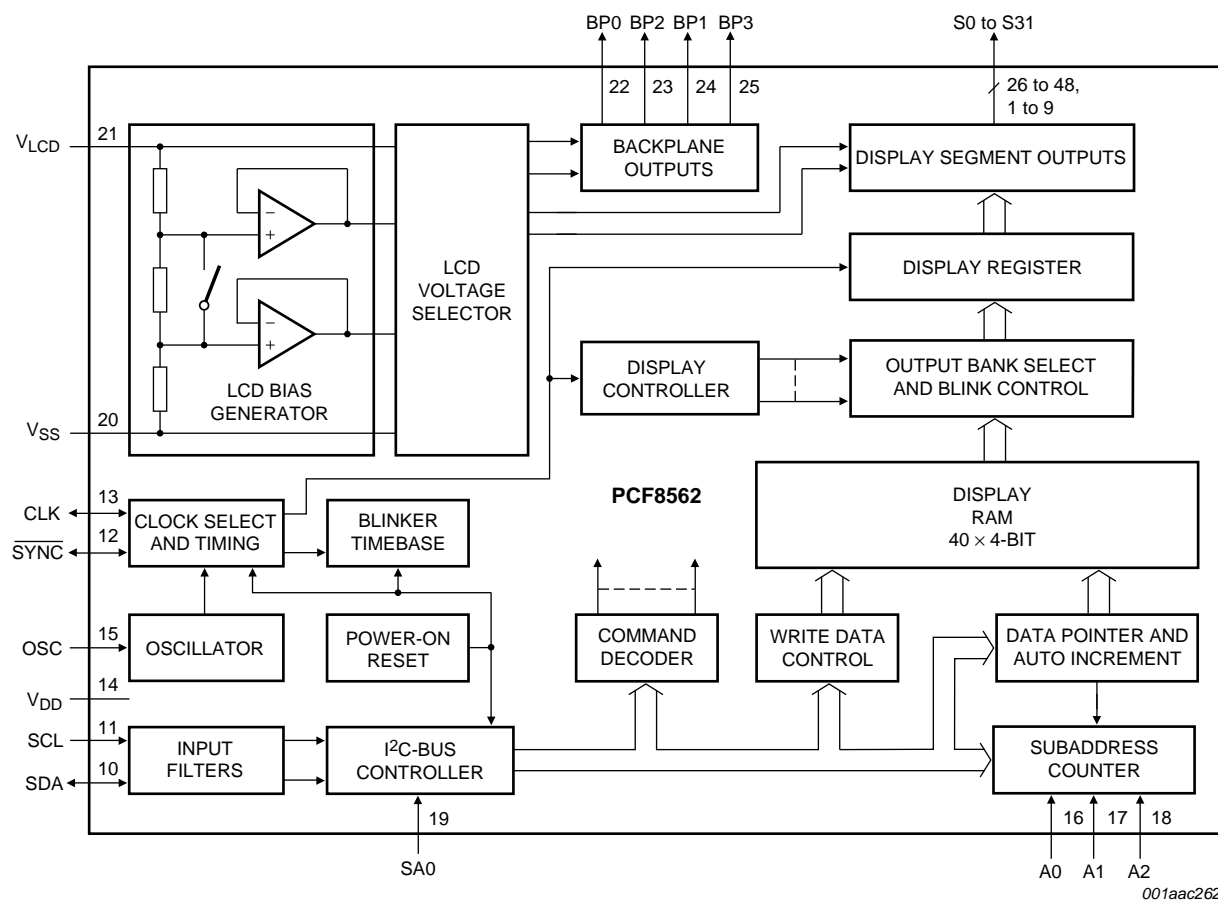 BP0 BP2 BP1 BP3
S0 to S31
22 23 24 25
26 to 48,
1 to 9
VLCD 21
BACKPLANE
OUTPUTS
DISPLAY SEGMENT OUTPUTS
−
+
LCD
VOLTAGE
SELECTOR
DISPLAY REGISTER
−
+
LCD BIAS
GENERATOR
DISPLAY
CONTROLLER
OUTPUT BANK SELECT
AND BLINK CONTROL
VSS 20
CLK 13
SYNC 12
CLOCK SELECT
AND TIMING
BLINKER
TIMEBASE
PCF8562
DISPLAY
RAM
40 × 4-BIT
OSC 15
OSCILLATOR
POWER-ON
RESET
COMMAND
DECODER
WRITE DATA
CONTROL
DATA POINTER AND
AUTO INCREMENT
VDD 14
SCL 11
SDA 10
INPUT
FILTERS
I2C-BUS
CONTROLLER
SUBADDRESS
COUNTER
19
16 17 18
SA0
A0 A1 A2
001aac262